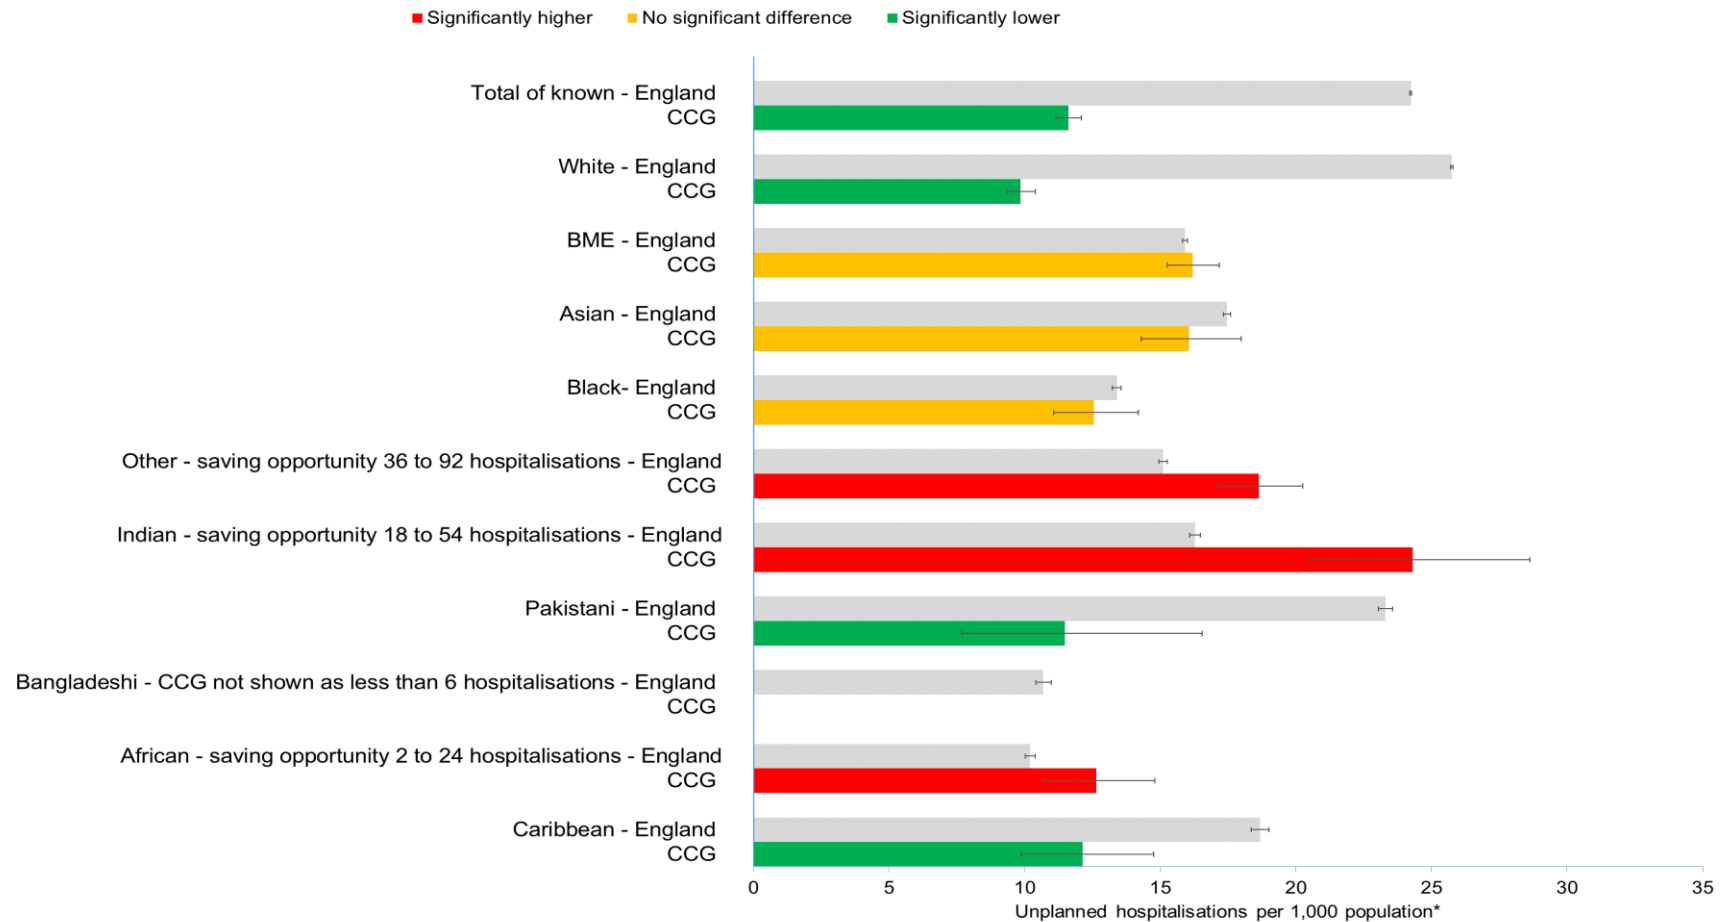 Significantly higher No significant difference Significantly lower
Total of known - England
CCG
White - England
CCG
BME - England
CCG
Asian - England
CCG
Black- England
CCG
Other - saving opportunity 36 to 92 hospitalisations - England
CCG
Indian - saving opportunity 18 to 54 hospitalisations - England
CCG
Pakistani - England
CCG
Bangladeshi - CCG not shown as less than 6 hospitalisations - England
CCG
African - saving opportunity 2 to 24 hospitalisations - England
CCG
Caribbean - England
CCG
0 5 10 15 20 25 30 35
Unplanned hospitalisations per 1,000 population*